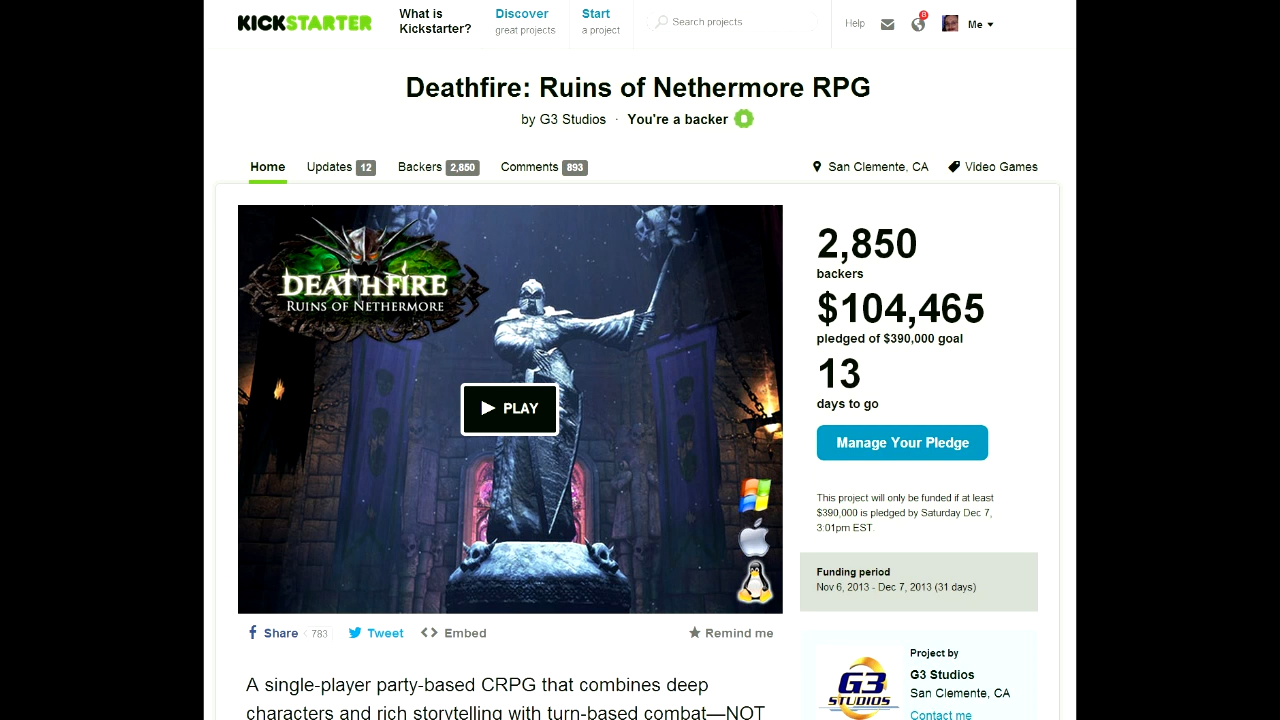 KICKSTARTER
What is
Kickstarter?
Discover
great projects
Start
a project
Search projects
Help
Me
Deathfire: Ruins of Nethermore RPG
by G3 Studios · You're a backer
Home
Updates 12
Backers 2,850
Comments 893
San Clemente, CA
Video Games
DEATHFIRE
RUINS OF NETHERMORE
PLAY
2,850
backers
$104,465
pledged of $390,000 goal
13
days to go
Manage Your Pledge
This project will only be funded if at least
$390,000 is pledged by Saturday Dec 7,
3:01pm EST.
Funding period
Nov 6, 2013 - Dec 7, 2013 (31 days)
Share 783
Tweet
Embed
Remind me
A single-player party-based CRPG that combines deep
characters and rich storytelling with turn-based combat—NOT
G3
STUDIOS
Project by
G3 Studios
San Clemente, CA
Contact me